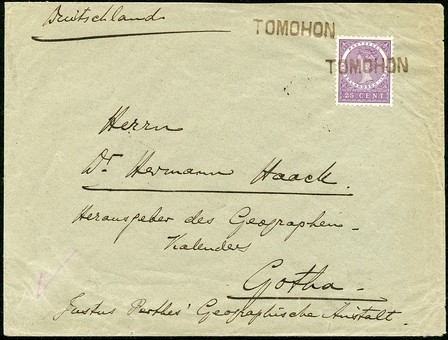 Deutschland
TOMOHON
TOMOHON
25 CENT
Herrn
Dr. Hermann Haack.
Herausgeber des Geographen-
Kalenders
Gotha.
Justus Perthes' Geographische Anstalt.